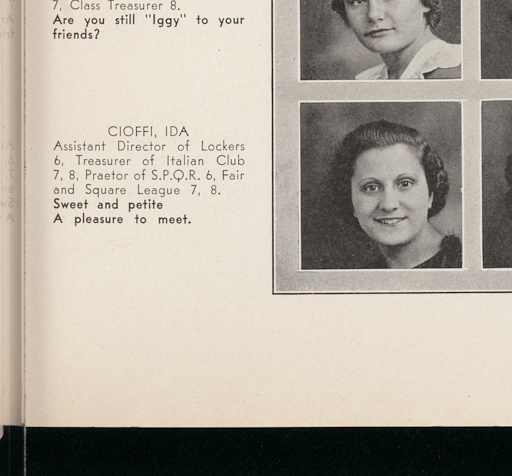 7, Class Treasurer 8.
Are you still "Iggy" to your
friends?
CIOFFI, IDA
Assistant Director of Lockers
6, Treasurer of Italian Club
7, 8, Praetor of S.P.Q.R. 6, Fair
and Square League 7, 8.
Sweet and petite
A pleasure to meet.